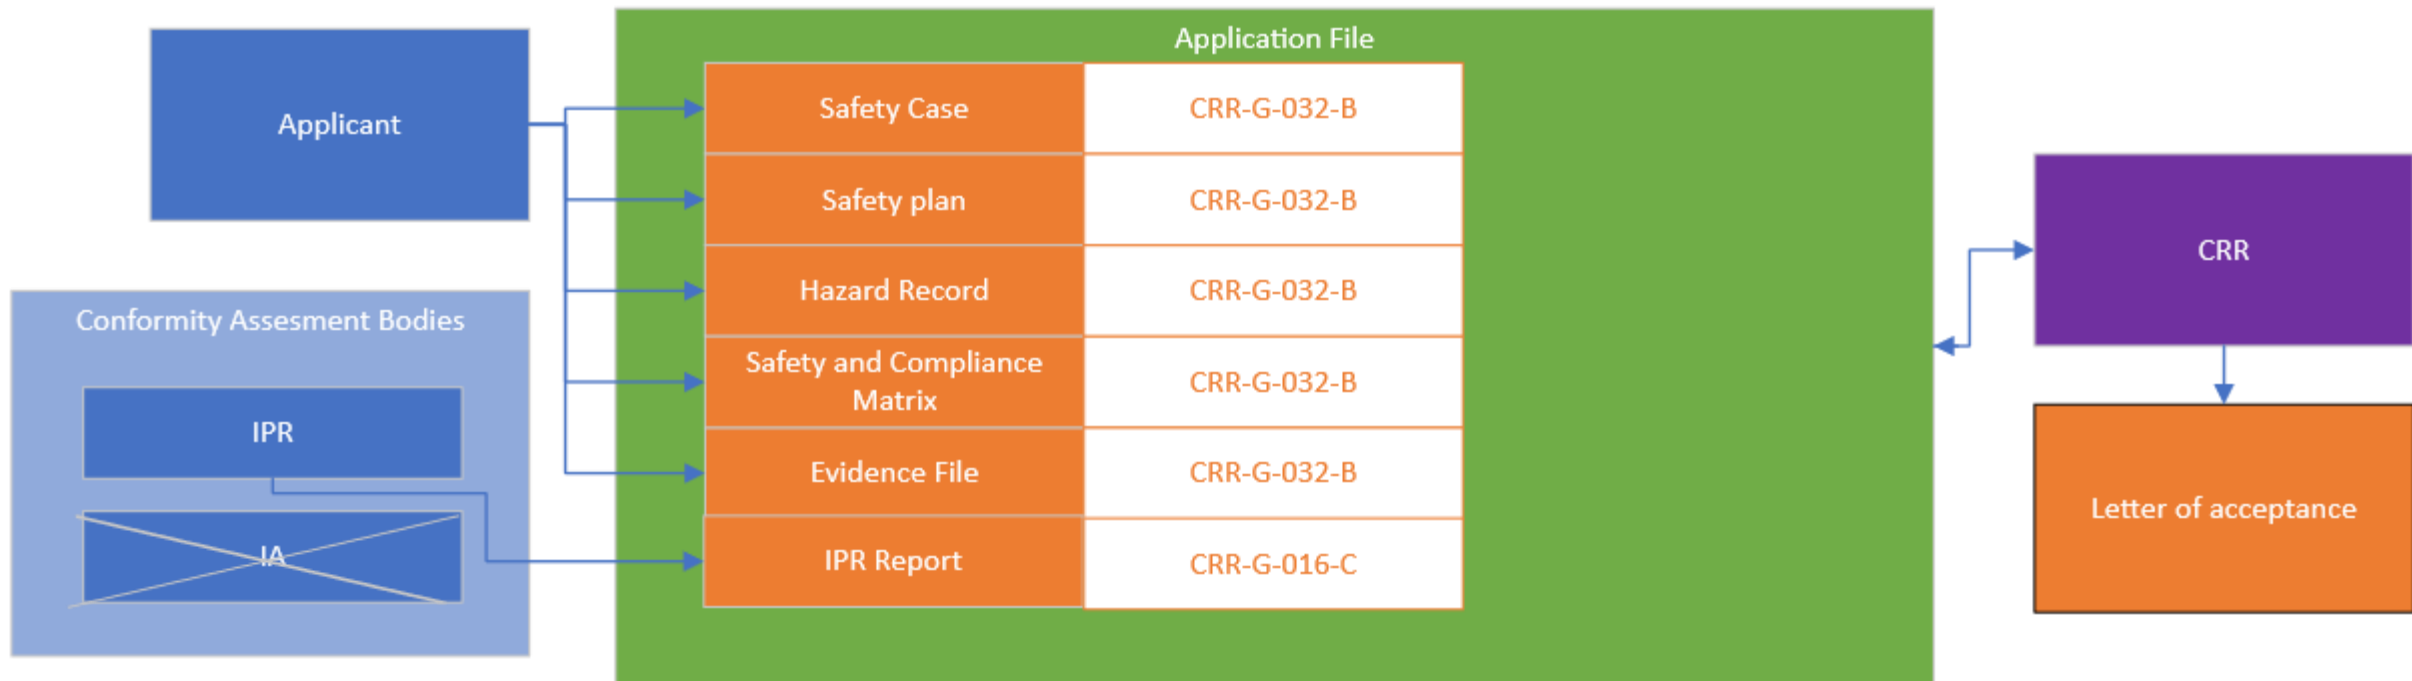 Application File
Applicant
Safety Case
CRR-G-032-B
Safety plan
CRR-G-032-B
Hazard Record
CRR-G-032-B
Safety and Compliance
Matrix
CRR-G-032-B
Evidence File
CRR-G-032-B
IPR Report
CRR-G-016-C
Conformity Assesment Bodies
IPR
IA
CRR
Letter of acceptance